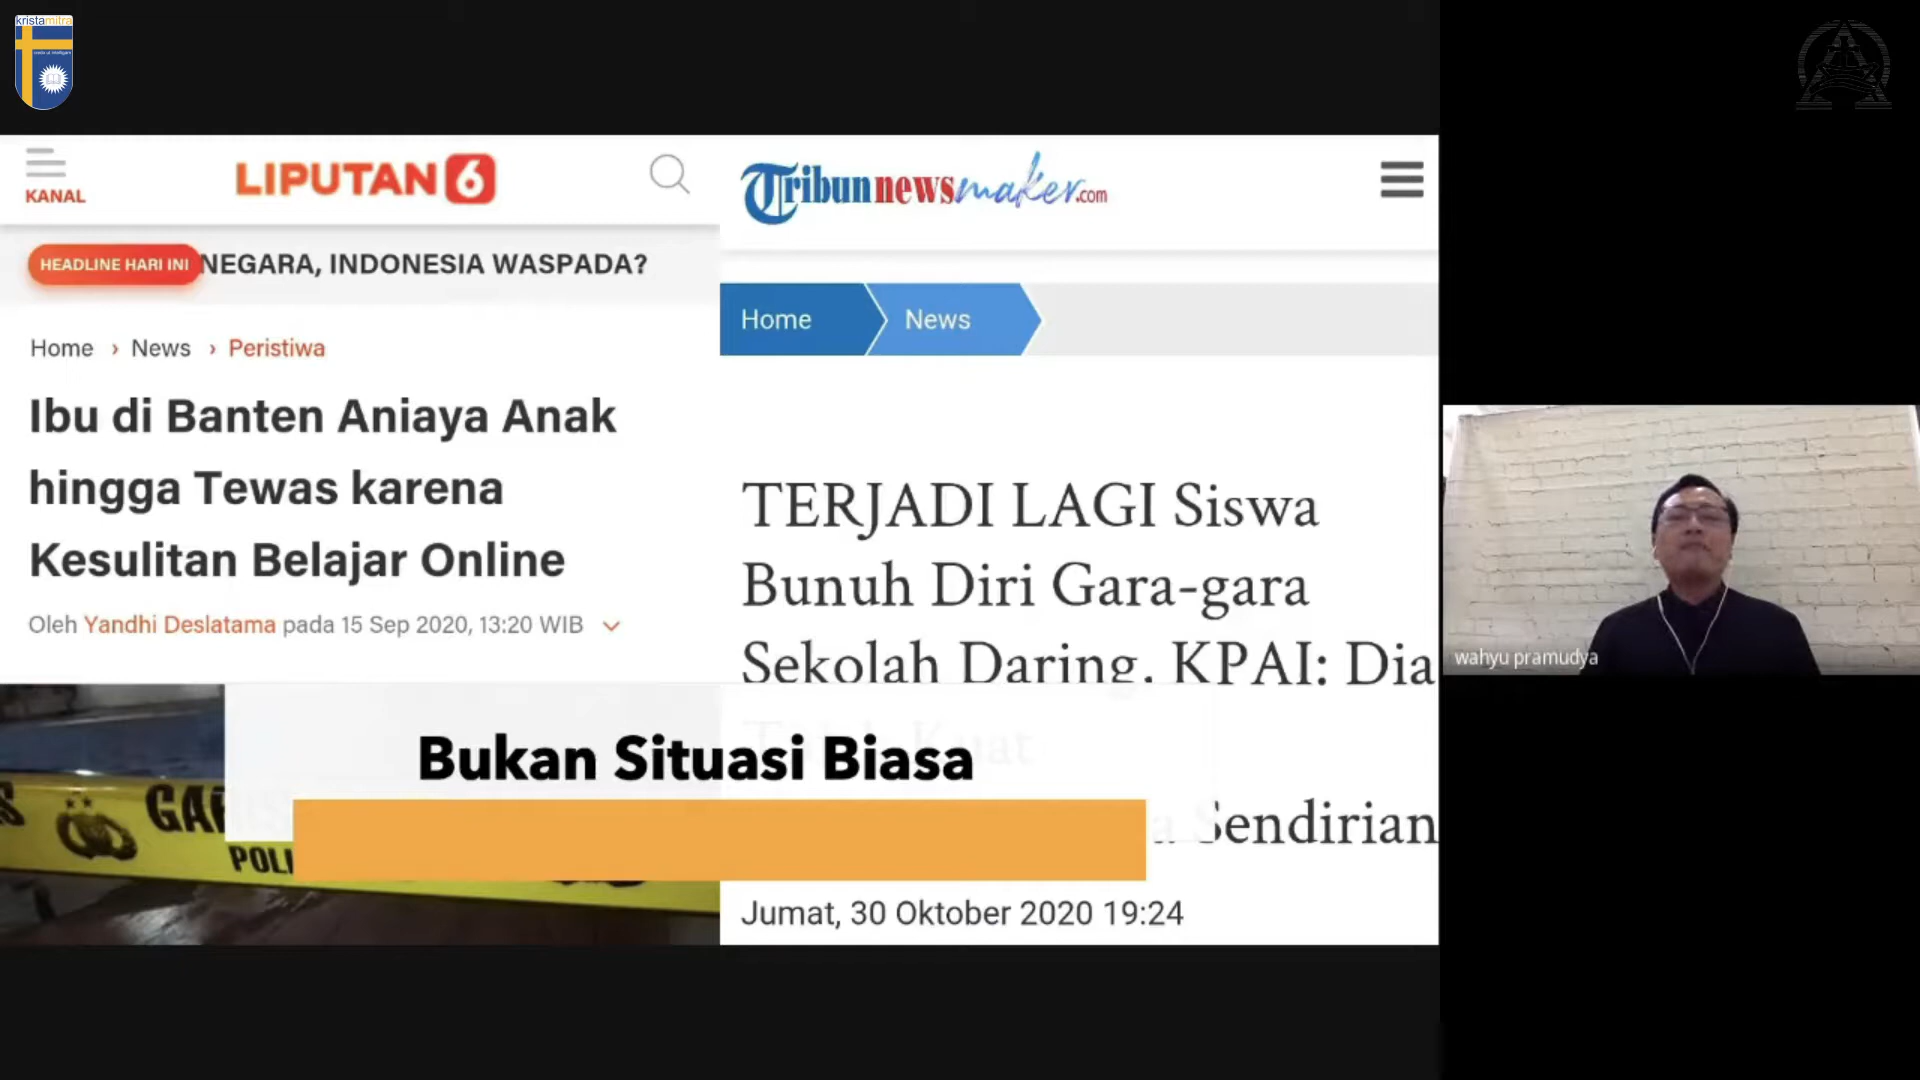 kristamitra
KANAL
LIPUTAN 6
HEADLINE HARI INI
NEGARA, INDONESIA WASPADA?
Home › News › Peristiwa
Ibu di Banten Aniaya Anak
hingga Tewas karena
Kesulitan Belajar Online
Oleh Yandhi Deslatama pada 15 Sep 2020, 13:20 WIB
Tribunnewsmaker.com
Home News
TERJADI LAGI Siswa
Bunuh Diri Gara-gara
Sekolah Daring, KPAI: Dia
Sendirian
Jumat, 30 Oktober 2020 19:24
Bukan Situasi Biasa
wahyu pramudya